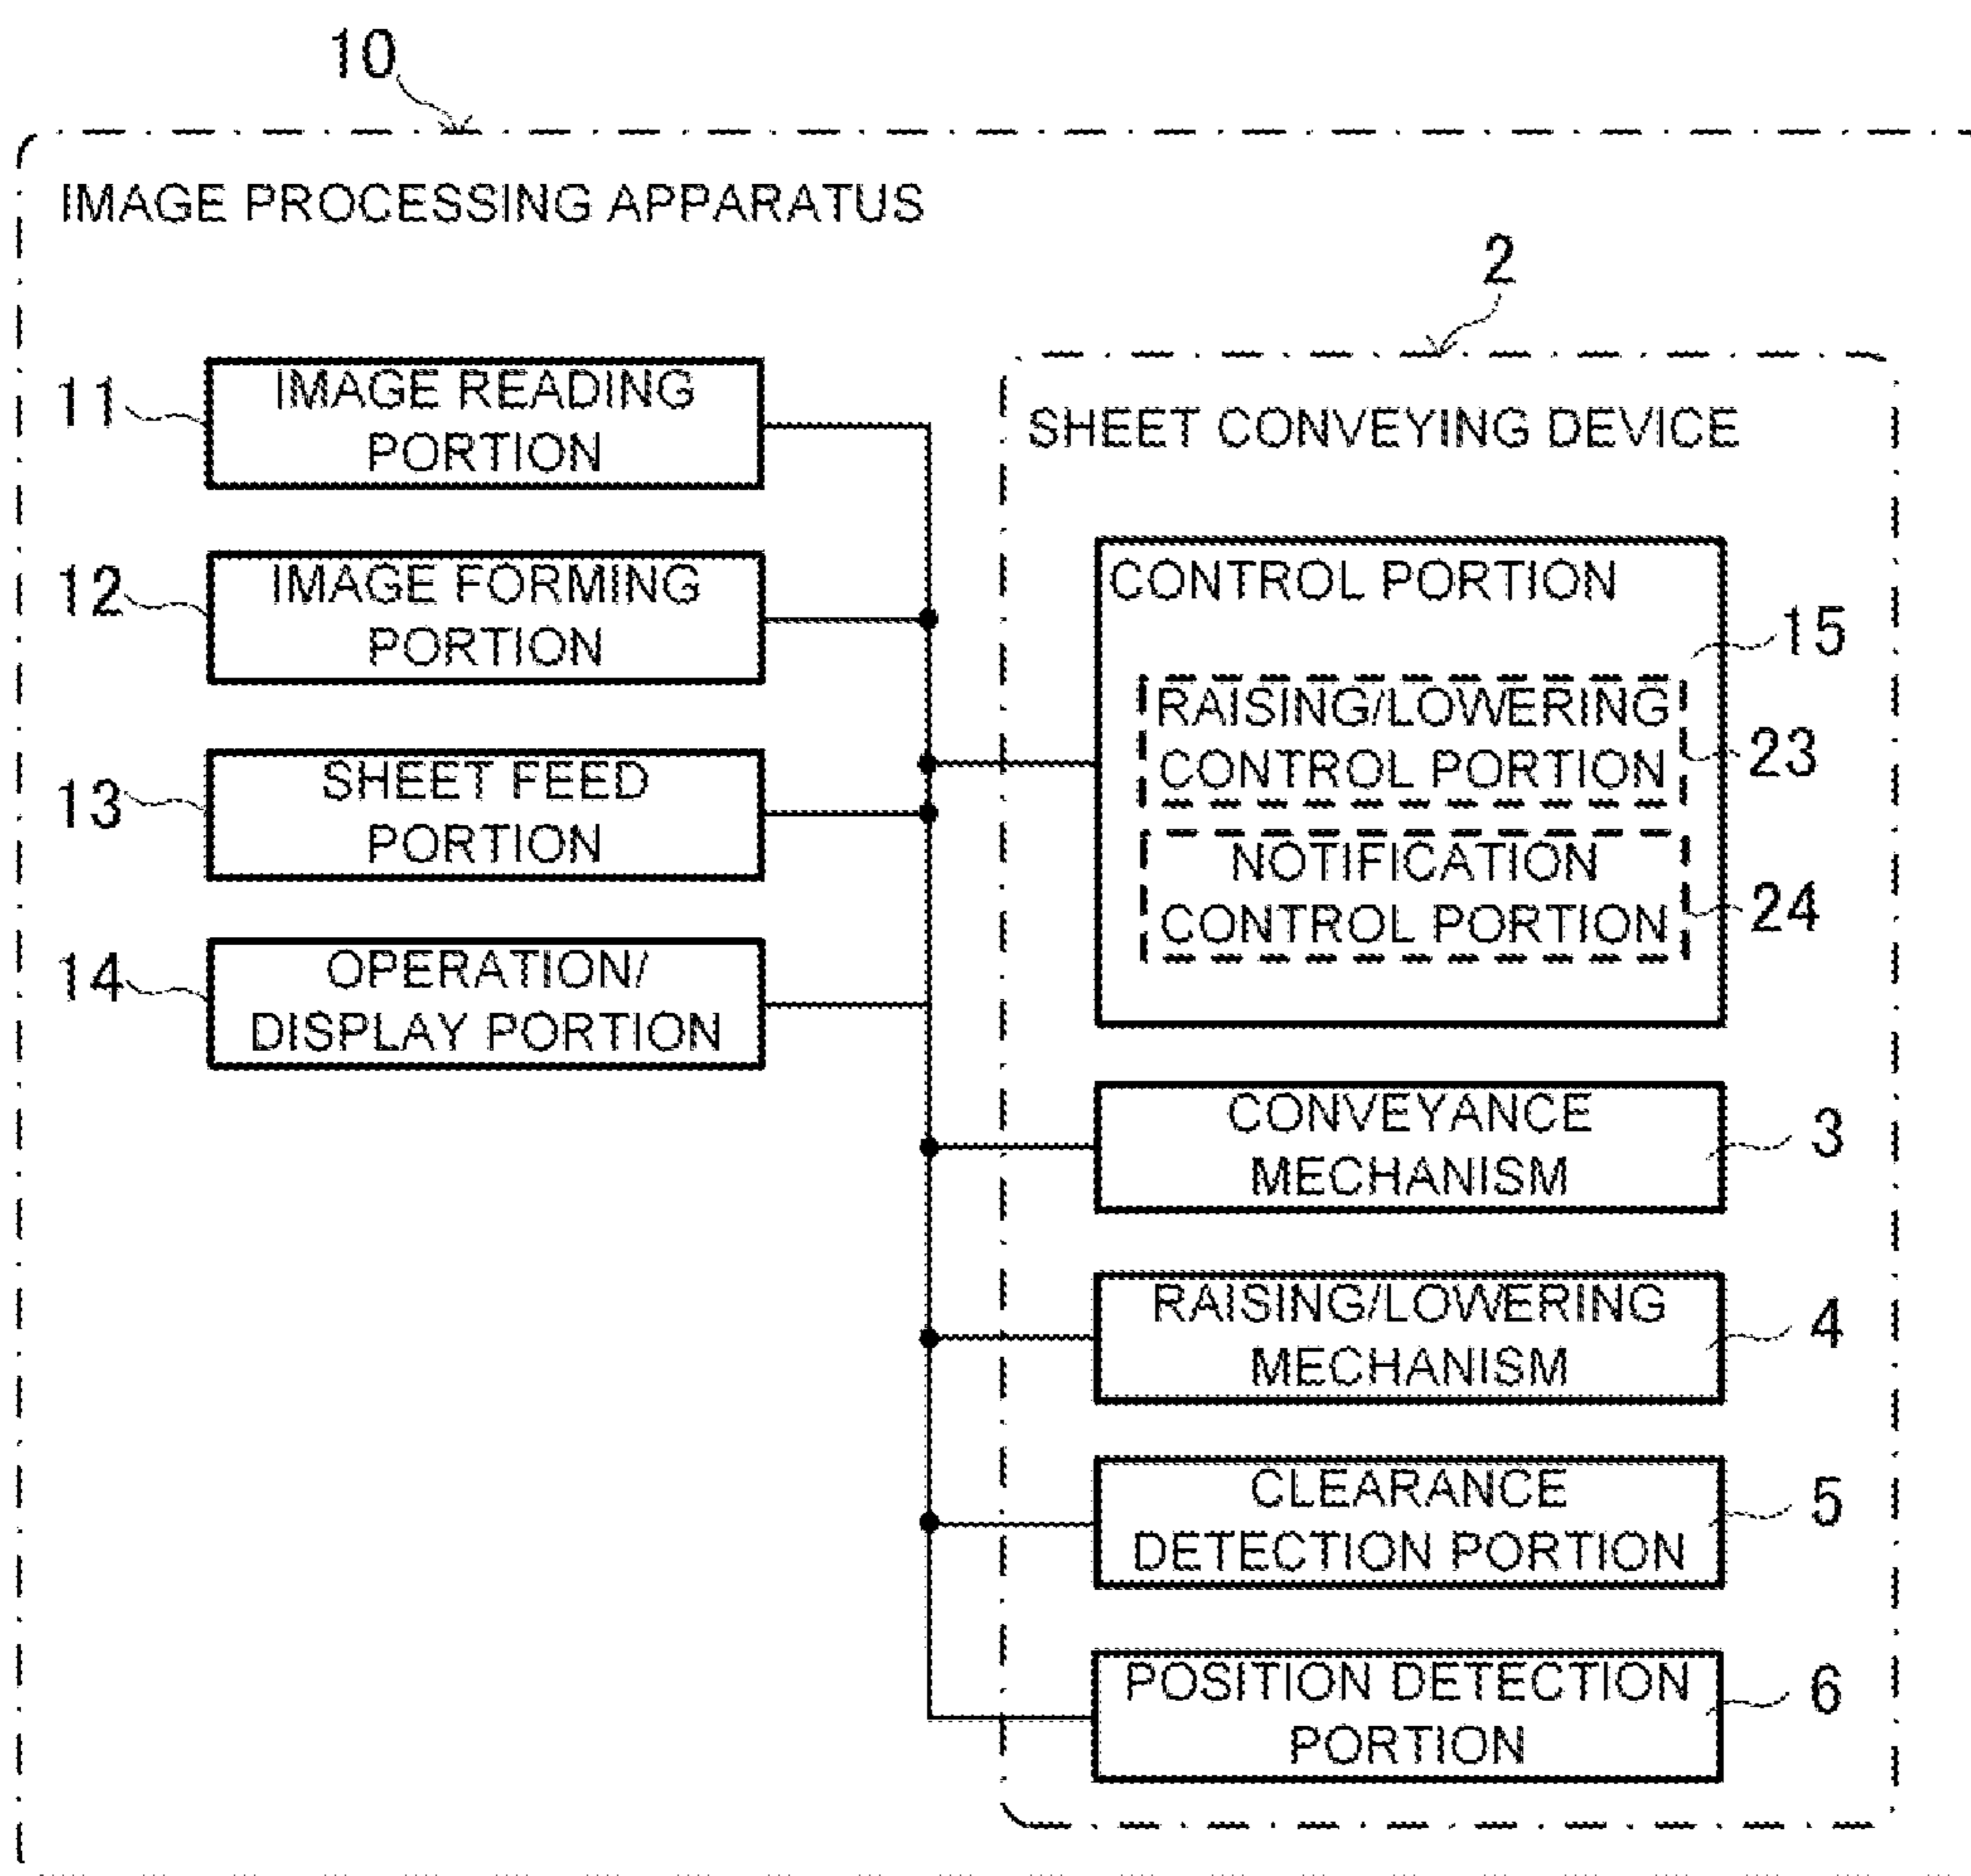 10
IMAGE PROCESSING APPARATUS
2
11
IMAGE READING
PORTION
12
IMAGE FORMING
PORTION
13
SHEET FEED
PORTION
14
OPERATION/
DISPLAY PORTION
SHEET CONVEYING DEVICE
CONTROL PORTION
15
RAISING/LOWERING
CONTROL PORTION
23
NOTIFICATION
CONTROL PORTION
24
CONVEYANCE
MECHANISM
3
RAISING/LOWERING
MECHANISM
4
CLEARANCE
DETECTION PORTION
5
POSITION DETECTION
PORTION
6